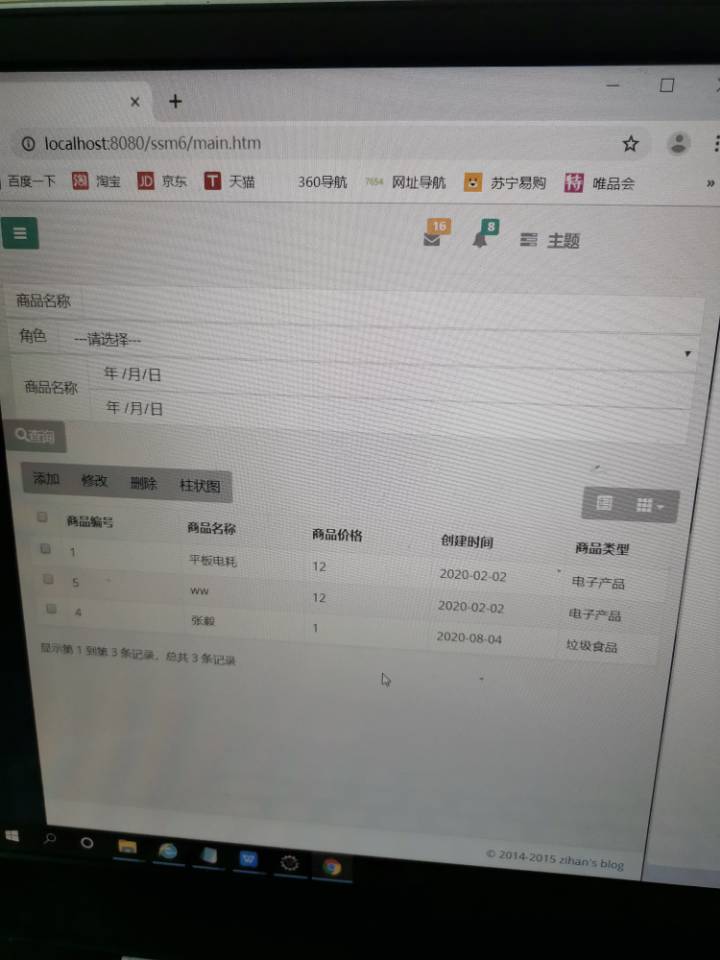 localhost:8080/ssm6/main.htm
百度一下 淘 淘宝 JD 京东 T 天猫 360导航 7654 网址导航 苏宁易购 特 唯品会 »
16 8 主题
商品名称
角色 ---请选择---
商品名称 年 /月/日
年 /月/日
查询
添加 修改 删除 柱状图
商品编号 商品名称 商品价格 创建时间 商品类型
1 平板电耗 12 2020-02-02 电子产品
5 ww 12 2020-02-02 电子产品
4 张毅 1 2020-08-04 垃圾食品
显示第 1 到第 3 条记录，总共 3 条记录
© 2014-2015 zihan's blog